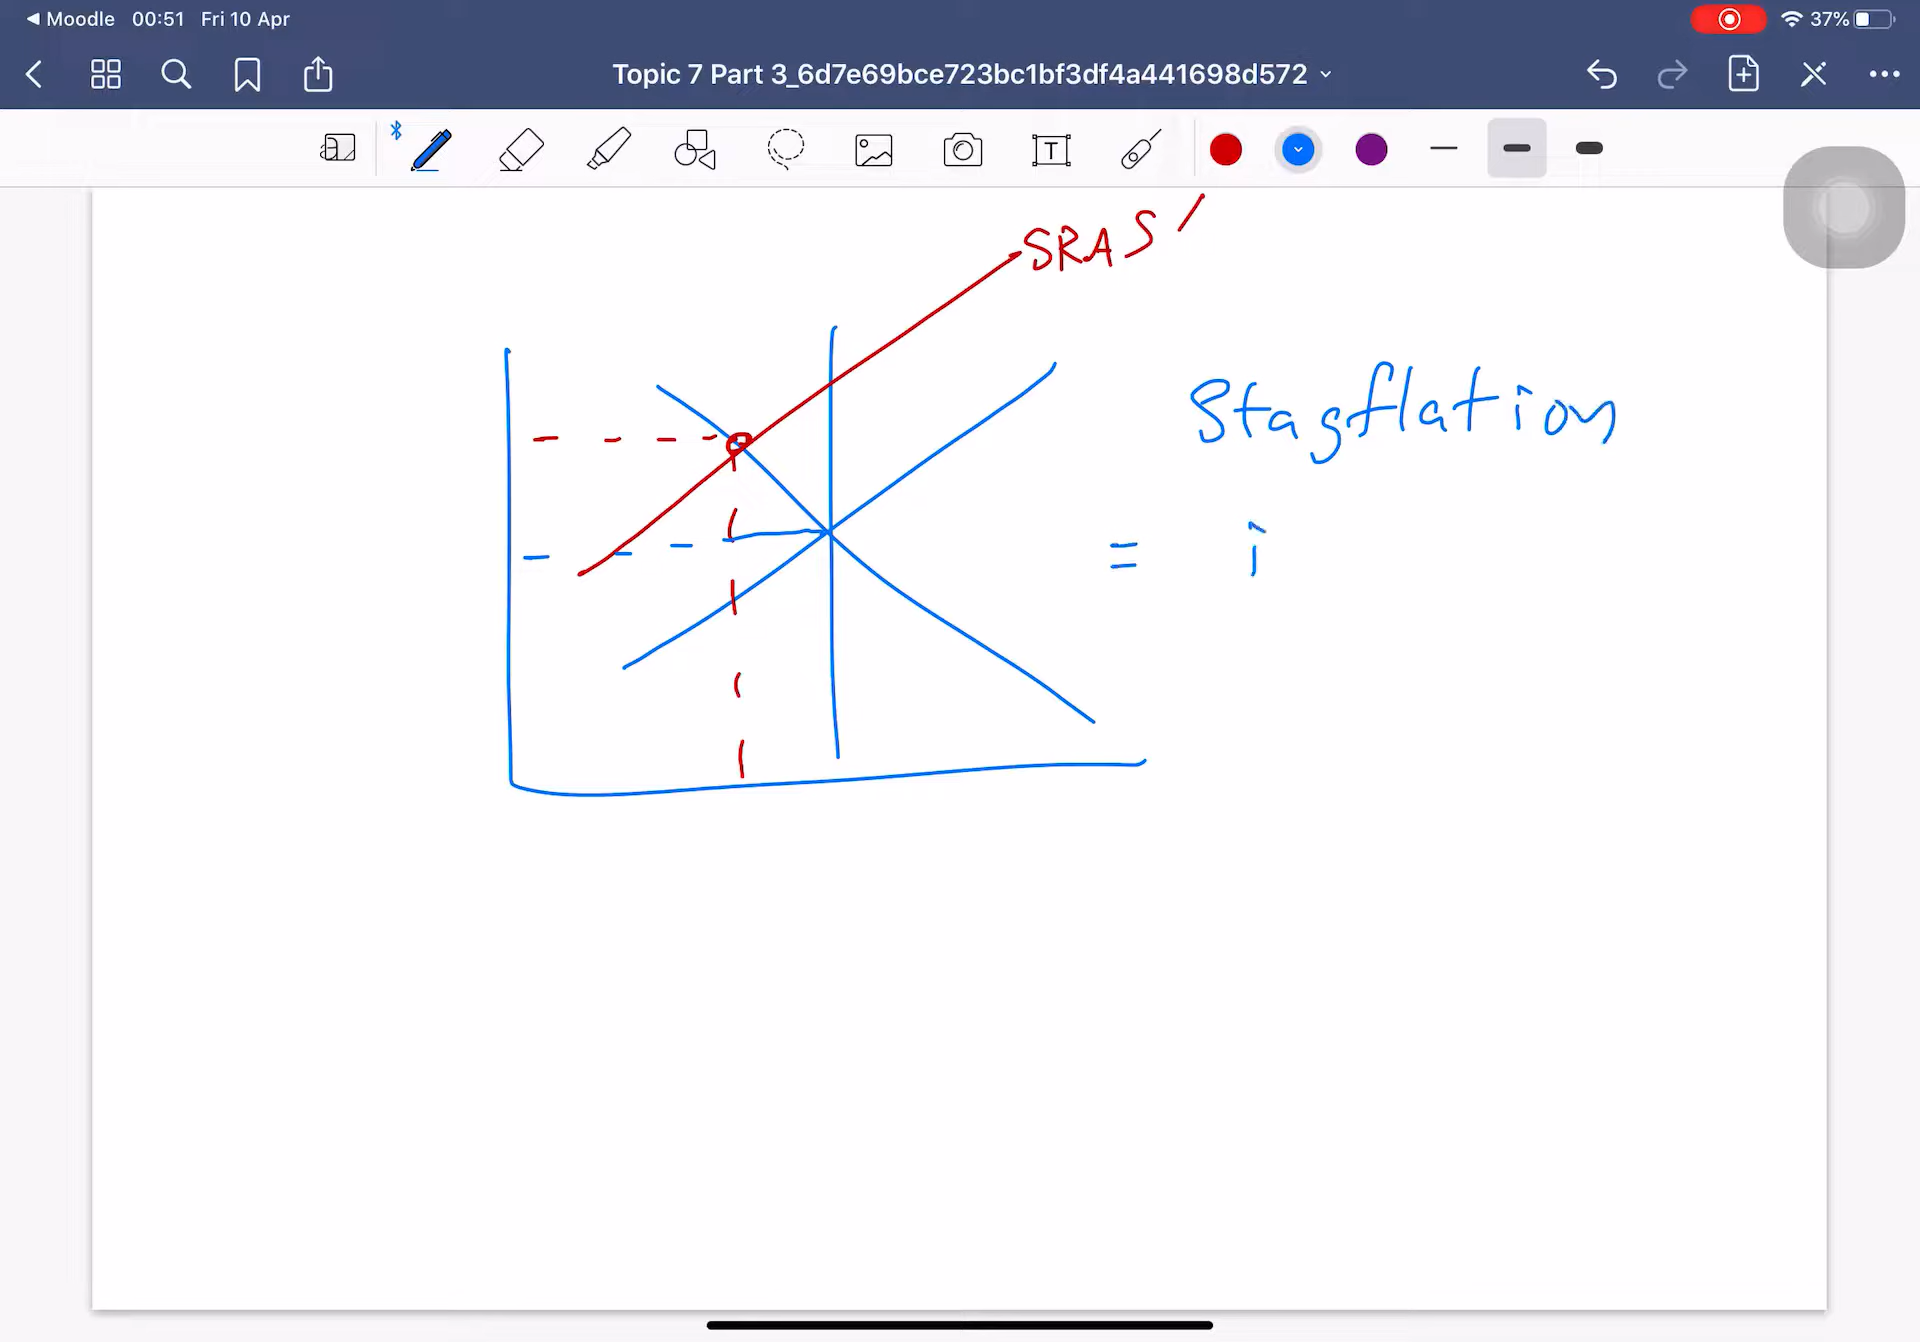 Moodle 00:51 Fri 10 Apr 37%
Topic 7 Part 3_6d7e69bce723bc1bf3df4a441698d572
a T
SRAS'
Stagflation
= i